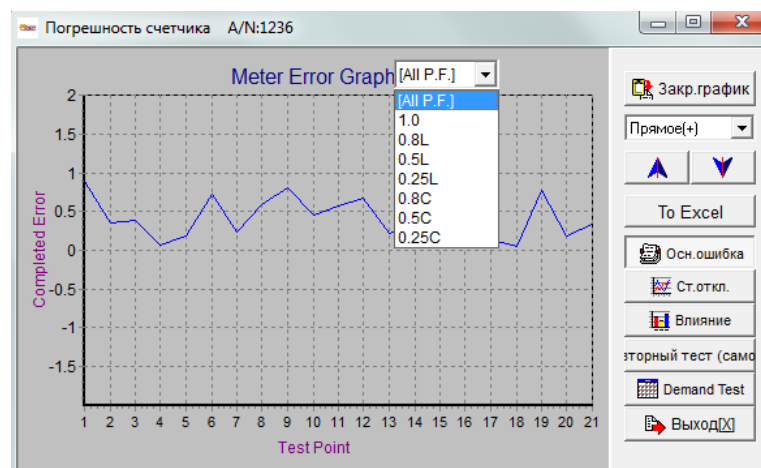 Погрешность счетчика A/N:1236
Meter Error Graph
[All P.F.]
[All P.F.]
1.0
0.8L
0.5L
0.25L
0.8C
0.5C
0.25C
2
1.5
1
0.5
0
-0.5
-1
-1.5
Completed Error
1 2 3 4 5 6 7 8 9 10 11 12 13 14 15 16 17 18 19 20 21
Test Point
Закр.график
Прямое(+)
To Excel
Осн.ошибка
Ст.откл.
Влияние
вторный тест (само
Demand Test
Выход[X]